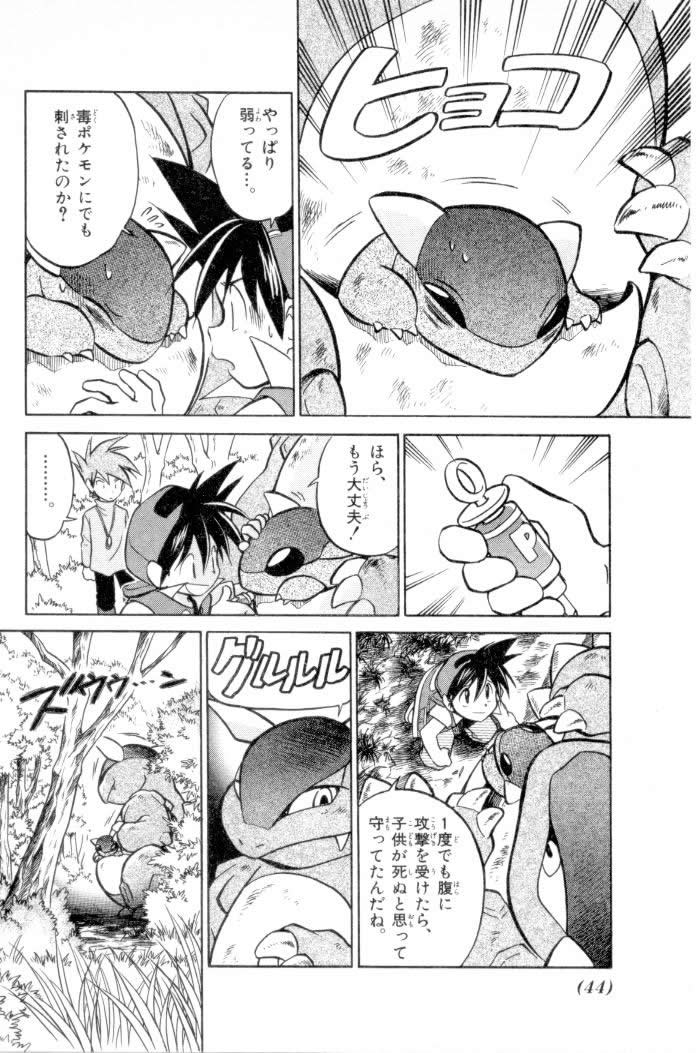 ヒョコ
やっぱり
弱ってる…。
毒ポケモンにでも
刺されたのか？
P
ほら、
もう大丈夫！
………。
1度でも腹に
攻撃を受けたら、
子供が死ぬと思って
守ってたんだね。
グルルルル
ズウウウ…ン
(44)